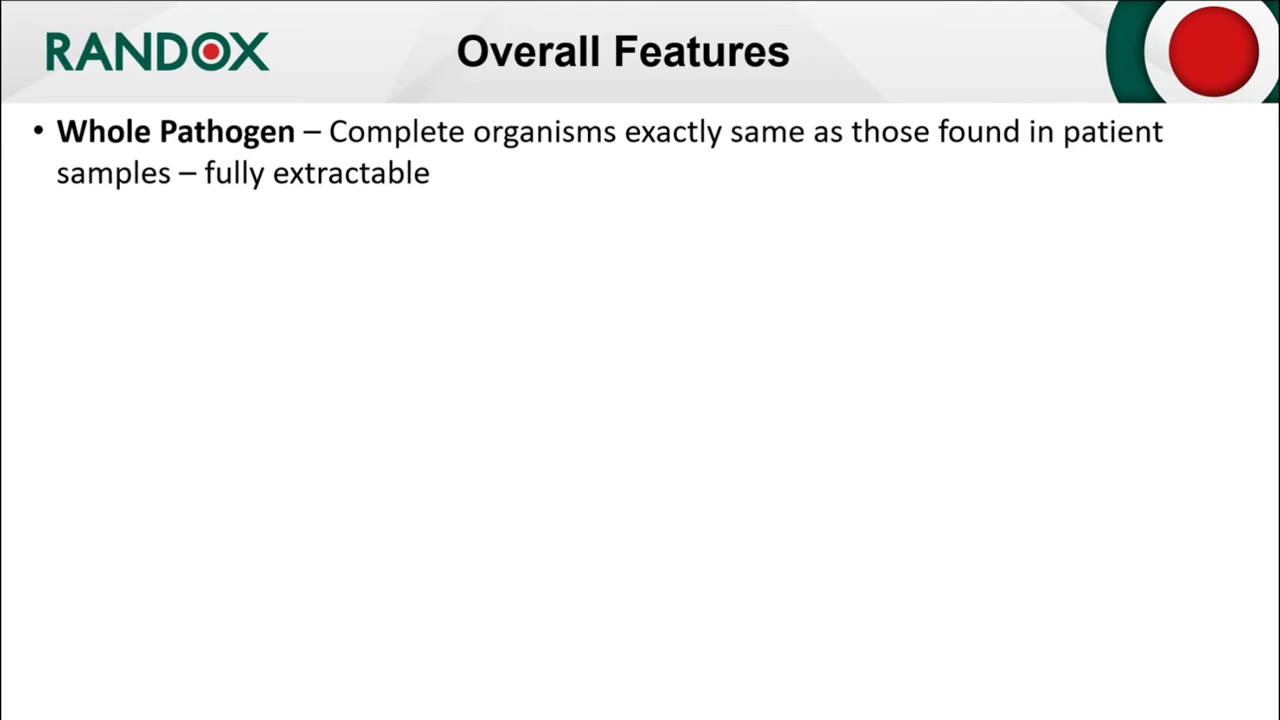 RANDOX
Overall Features
• Whole Pathogen – Complete organisms exactly same as those found in patient
samples – fully extractable